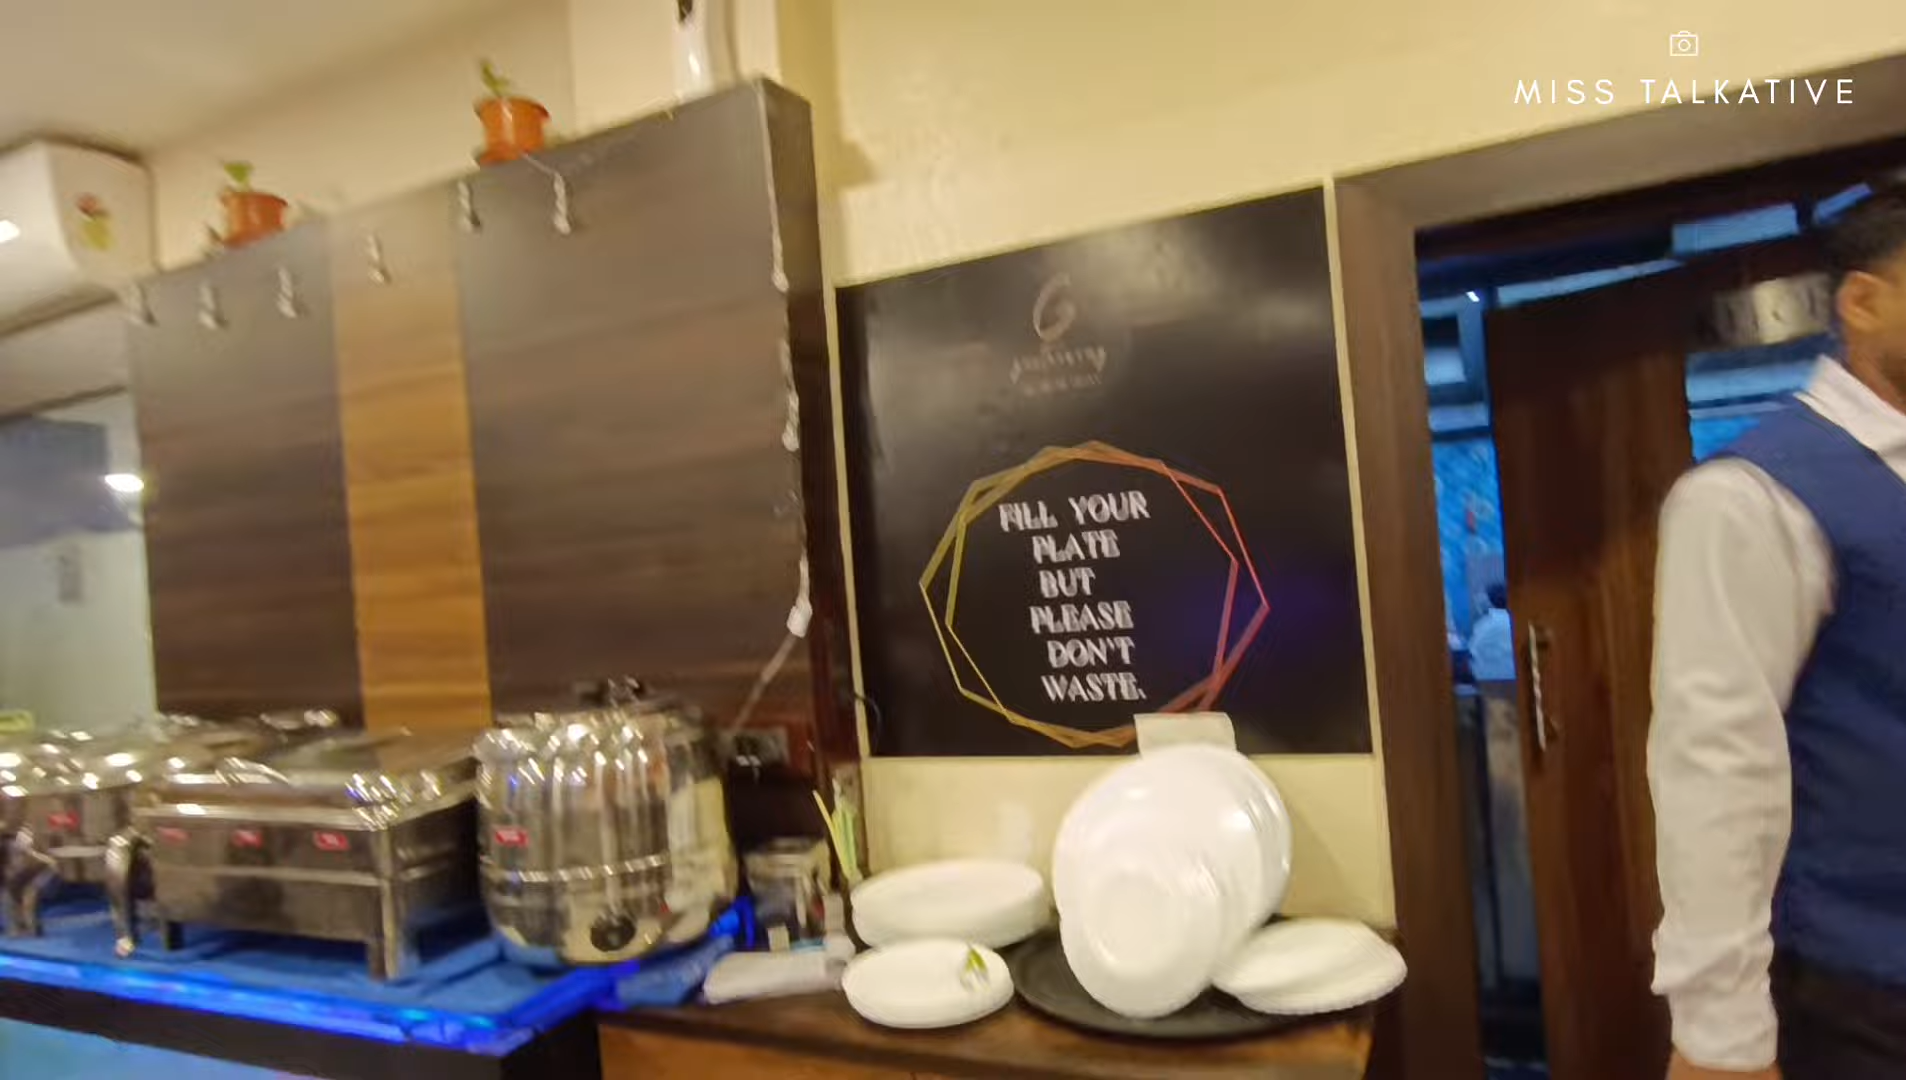 MISS TALKATIVE
FILL YOUR
PLATE
BUT
PLEASE
DON'T
WASTE.